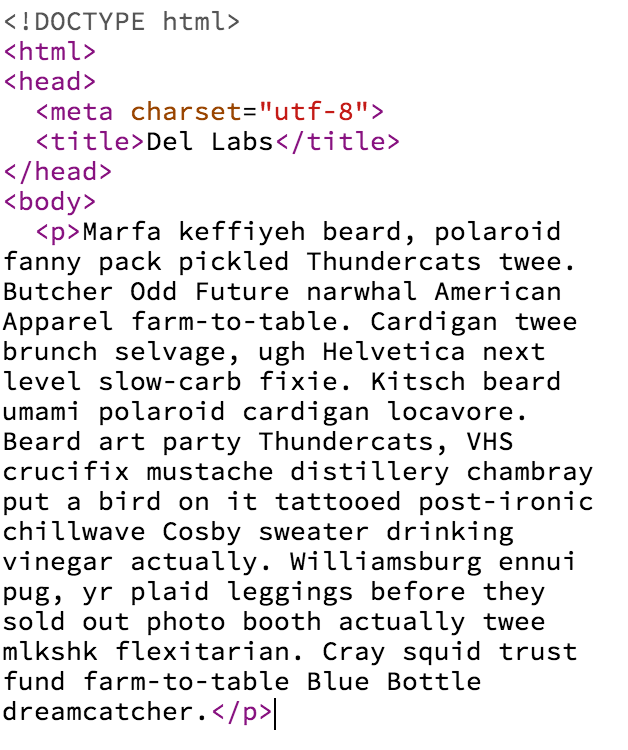 <!DOCTYPE html>
<html>
<head>
  <meta charset="utf-8">
  <title>Del Labs</title>
</head>
<body>
  <p>Marfa keffiyeh beard, polaroid
fanny pack pickled Thundercats twee.
Butcher Odd Future narwhal American
Apparel farm-to-table. Cardigan twee
brunch selvage, ugh Helvetica next
level slow-carb fixie. Kitsch beard
umami polaroid cardigan locavore.
Beard art party Thundercats, VHS
crucifix mustache distillery chambray
put a bird on it tattooed post-ironic
chillwave Cosby sweater drinking
vinegar actually. Williamsburg ennui
pug, yr plaid leggings before they
sold out photo booth actually twee
mlkshk flexitarian. Cray squid trust
fund farm-to-table Blue Bottle
dreamcatcher.</p>